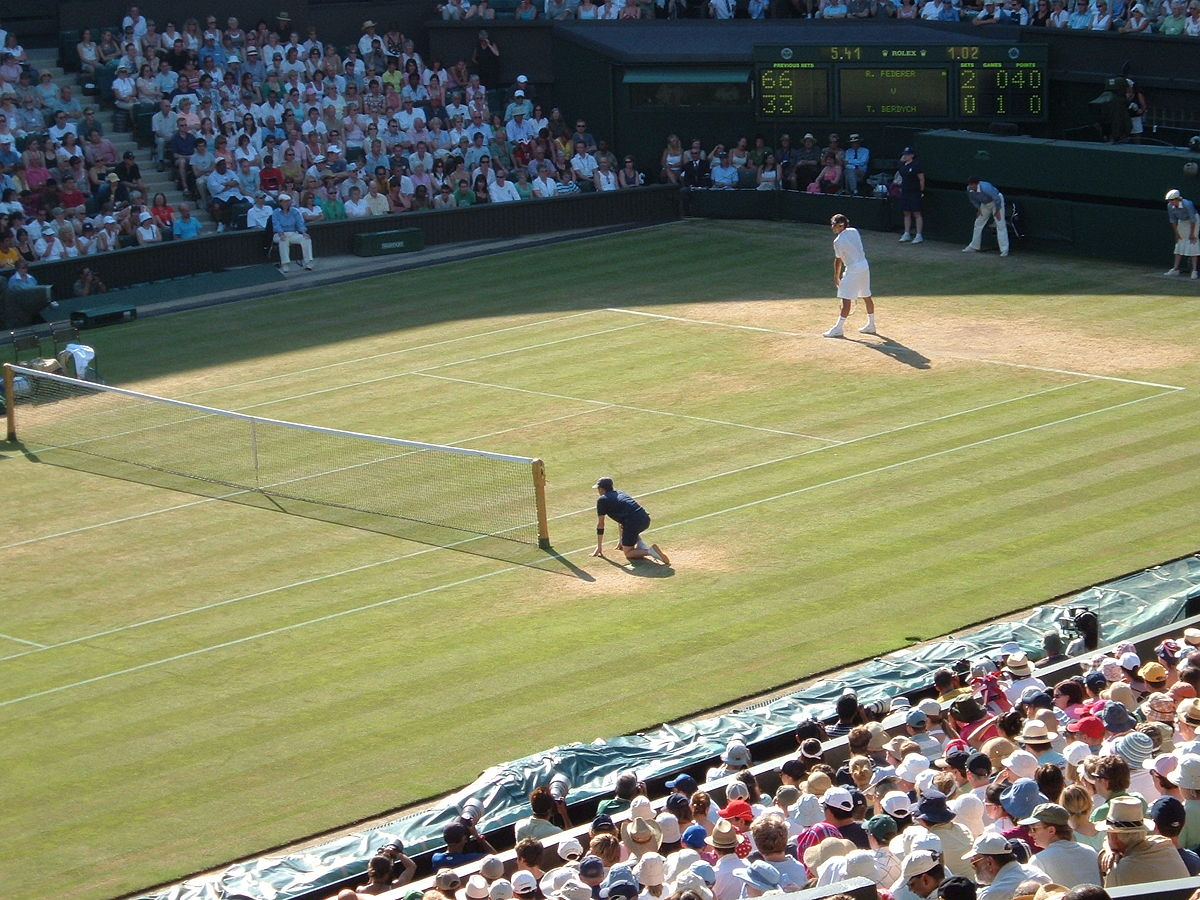 5.41 ROLEX 1.02
PREVIOUS SETS SETS GAMES POINTS
66 R. FEDERER 2 0 40
V
33 T. BERDYCH 0 1 0